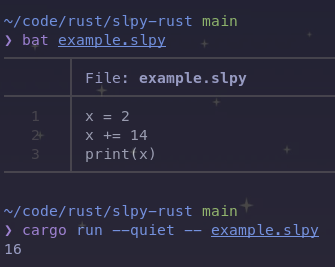 ~/code/rust/slpy-rust main
❯ bat example.slpy
File: example.slpy
1 x = 2
2 x += 14
3 print(x)
~/code/rust/slpy-rust main
❯ cargo run --quiet -- example.slpy
16